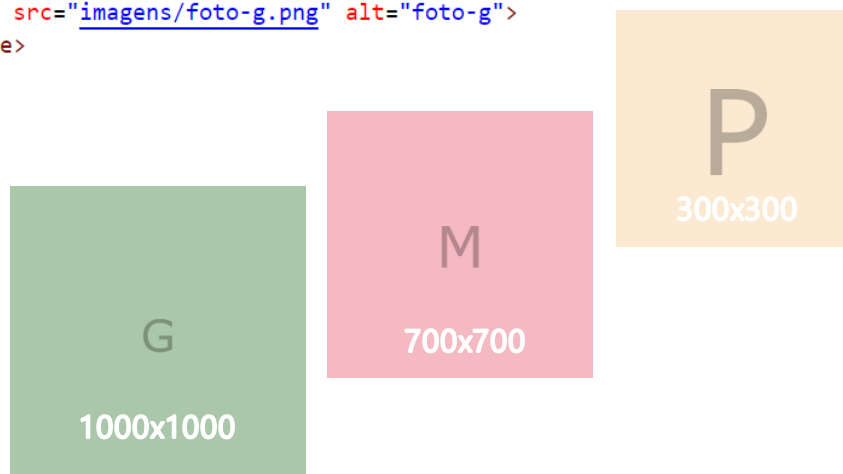 src="imagens/foto-g.png" alt="foto-g">
e>
P
300x300
M
700x700
G
1000x1000